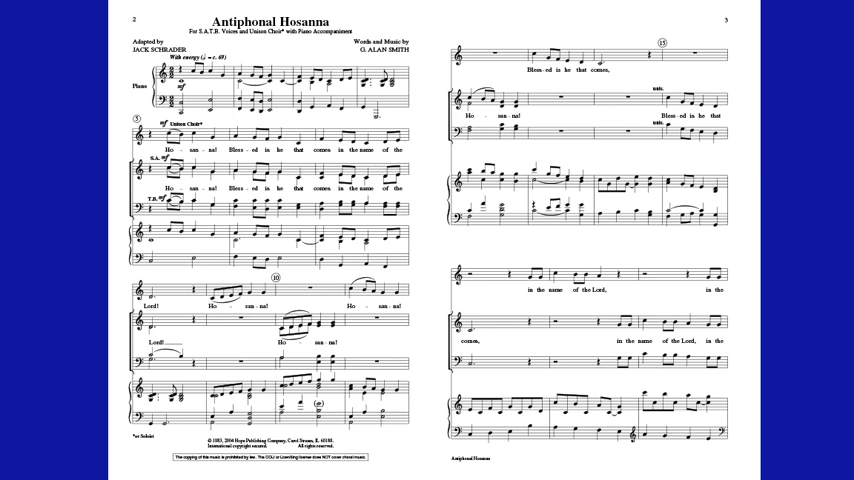 2
Antiphonal Hosanna
For S.A.T.B. Voices and Unison Choir* with Piano Accompaniment
Adapted by
JACK SCHRADER
Words and Music by
G. ALAN SMITH
With energy (♩ = c. 69)
Piano
mf
5
mf Unison Choir*
Ho - san - na! Bless - ed is he that comes in the name of the
S.A. mf
Ho - san - na! Bless - ed is he that comes in the name of the
T.B. mf
10
Lord! Ho - san - na! Ho - san - na!
Lord! Ho - san - na!
*or Soloist
© 1983, 2004 Hope Publishing Company, Carol Stream, IL 60188.
International copyright secured. All rights reserved.
The copying of this music is prohibited by law. The CCLI or LicenSing license does NOT cover choral music.
3
15
Bless - ed is he that comes,
unis.
Ho - san - na! Bless - ed is he that
unis.
in the name of the Lord, in the
comes, in the name of the Lord, in the
Antiphonal Hosanna